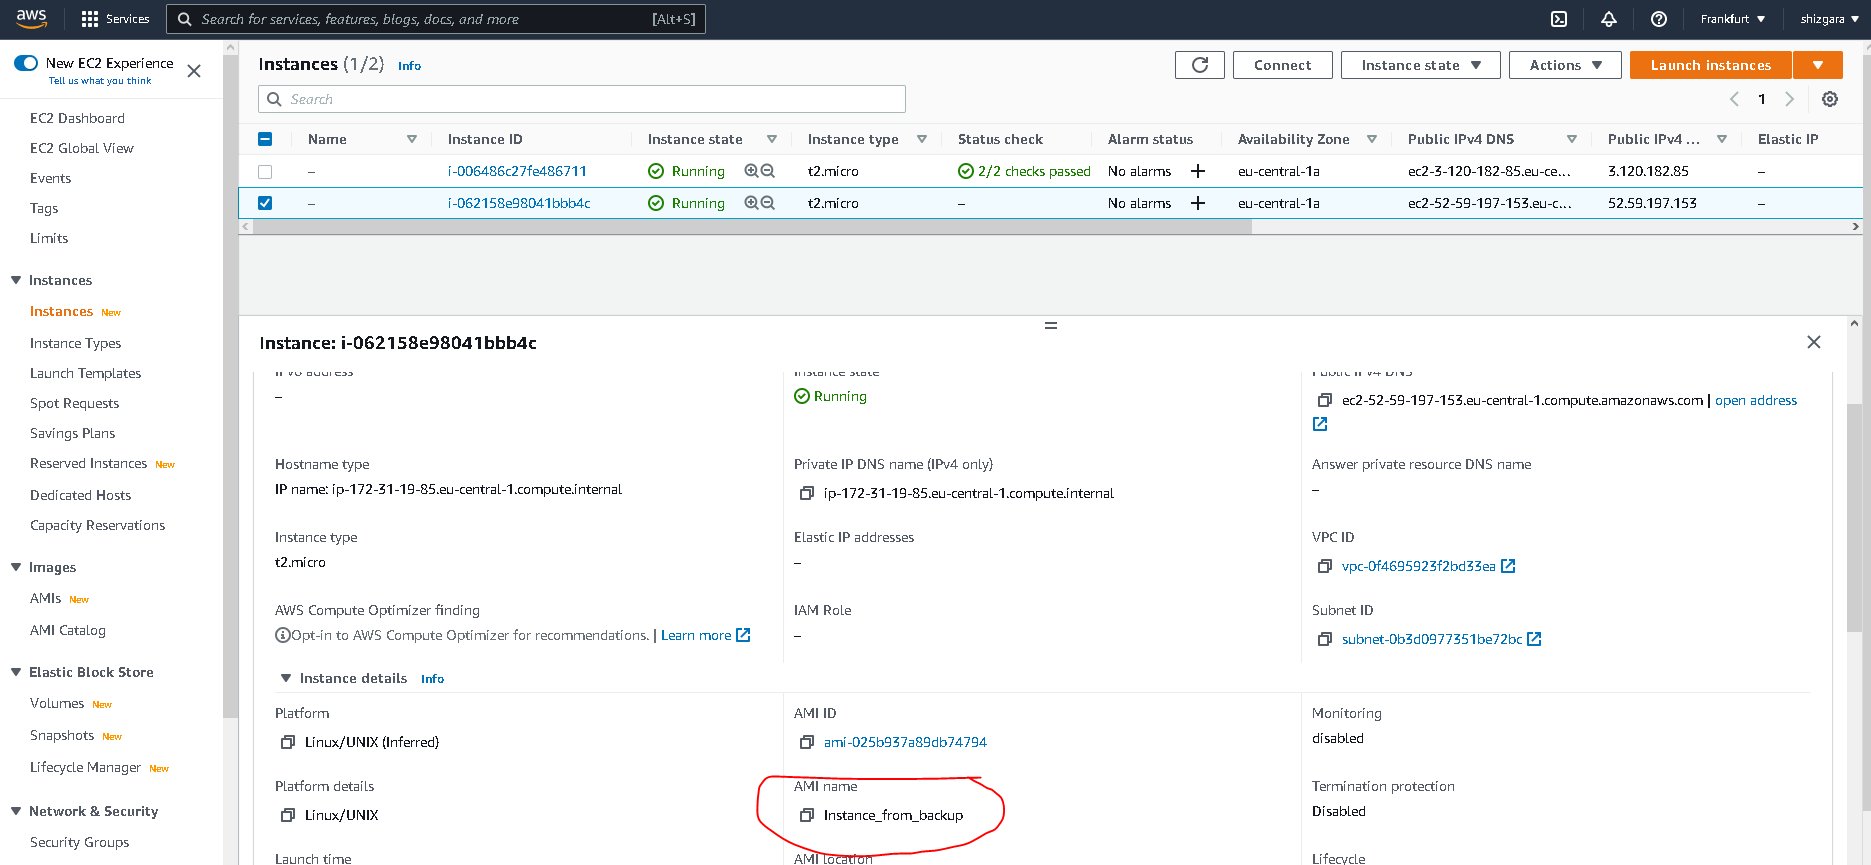 aws Services Search for services, features, blogs, docs, and more [Alt+S] Frankfurt shizgara
New EC2 Experience
Tell us what you think
EC2 Dashboard
EC2 Global View
Events
Tags
Limits
Instances
Instances New
Instance Types
Launch Templates
Spot Requests
Savings Plans
Reserved Instances New
Dedicated Hosts
Capacity Reservations
Images
AMIs New
AMI Catalog
Elastic Block Store
Volumes New
Snapshots New
Lifecycle Manager New
Network & Security
Security Groups
Instances (1/2) Info Connect Instance state Actions Launch instances
Search 1
Name Instance ID Instance state Instance type Status check Alarm status Availability Zone Public IPv4 DNS Public IPv4 ... Elastic IP
– i-006486c27fe486711 Running t2.micro 2/2 checks passed No alarms + eu-central-1a ec2-3-120-182-85.eu-ce... 3.120.182.85 –
– i-062158e98041bbb4c Running t2.micro – No alarms + eu-central-1a ec2-52-59-197-153.eu-c... 52.59.197.153 –
Instance: i-062158e98041bbb4c
IPv6 address Instance state Public IPv4 DNS
– Running ec2-52-59-197-153.eu-central-1.compute.amazonaws.com | open address
Hostname type Private IP DNS name (IPv4 only) Answer private resource DNS name
IP name: ip-172-31-19-85.eu-central-1.compute.internal ip-172-31-19-85.eu-central-1.compute.internal –
Instance type Elastic IP addresses VPC ID
t2.micro – vpc-0f4695923f2bd33ea
AWS Compute Optimizer finding IAM Role Subnet ID
Opt-in to AWS Compute Optimizer for recommendations. | Learn more – subnet-0b3d0977351be72bc
Instance details Info
Platform AMI ID Monitoring
Linux/UNIX (Inferred) ami-025b937a89db74794 disabled
Platform details AMI name Termination protection
Linux/UNIX Instance_from_backup Disabled
Launch time AMI location Lifecycle